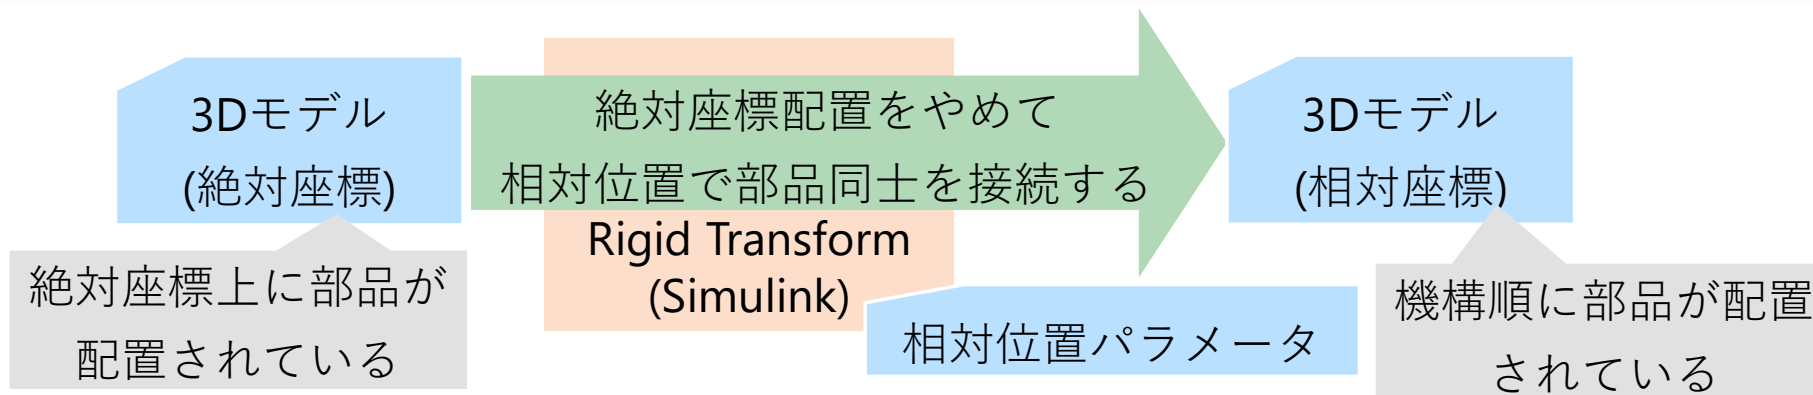 3Dモデル
(絶対座標)
絶対座標上に部品が
配置されている
絶対座標配置をやめて
相対位置で部品同士を接続する
Rigid Transform
(Simulink)
相対位置パラメータ
3Dモデル
(相対座標)
機構順に部品が配置
されている